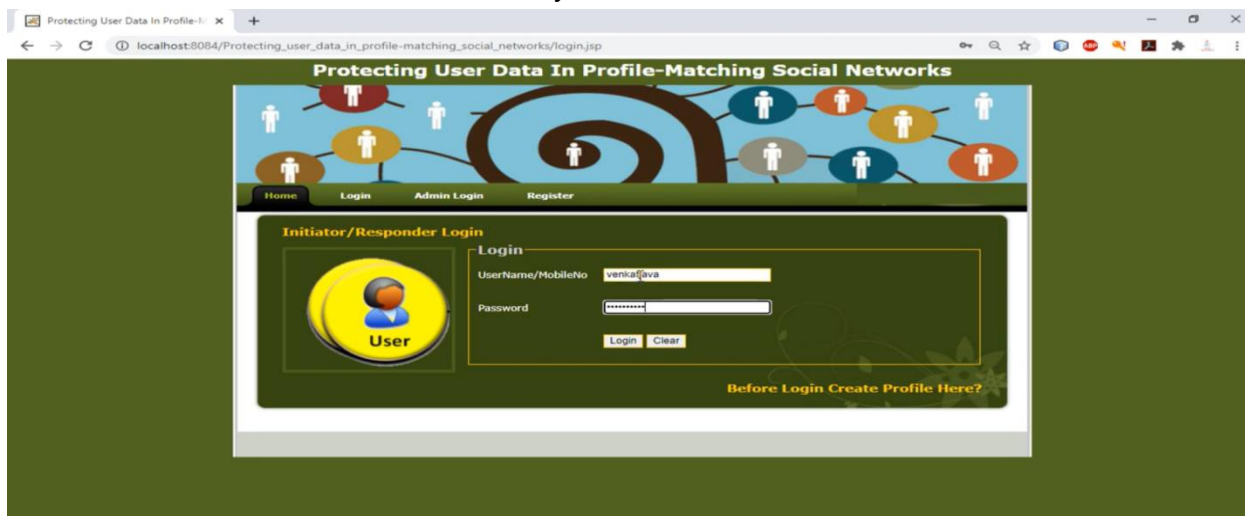 Protecting User Data In Profile-M
localhost:8084/Protecting_user_data_in_profile-matching_social_networks/login.jsp
ABP
Protecting User Data In Profile-Matching Social Networks
Home Login Admin Login Register
Initiator/Responder Login
Login
UserName/MobileNo
Password
User
Login Clear
Before Login Create Profile Here?